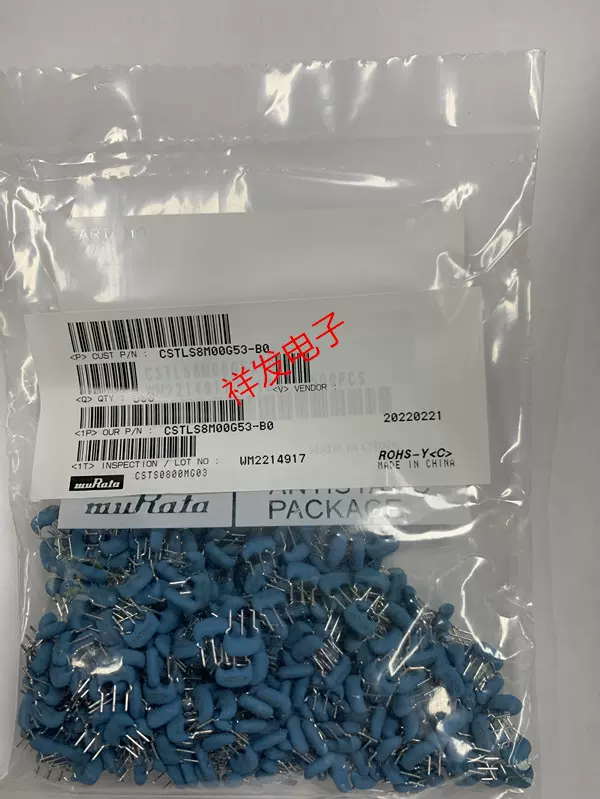 <P> CUST P/N : CSTLS8M00G53-B0
<Q> QTY :
<V> VENDOR :
<1P> OUR P/N : CSTLS8M00G53-B0
20220221
<1T> INSPECTION / LOT NO : WM2214917
ROHS-Y<C>
MADE IN CHINA
muRata
CSTS0800MG03
muRata
PACKAGE
祥发电子